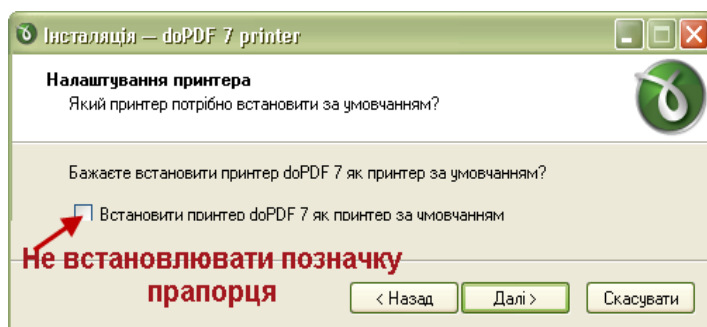 Інсталяція — doPDF 7 printer
Налаштування принтера
Який принтер потрібно встановити за умовчанням?
Бажаєте встановити принтер doPDF 7 як принтер за умовчанням?
Встановити принтер doPDF 7 як принтер за умовчанням
Не встановлювати позначку
прапорця
< Назад
Далі >
Скасувати